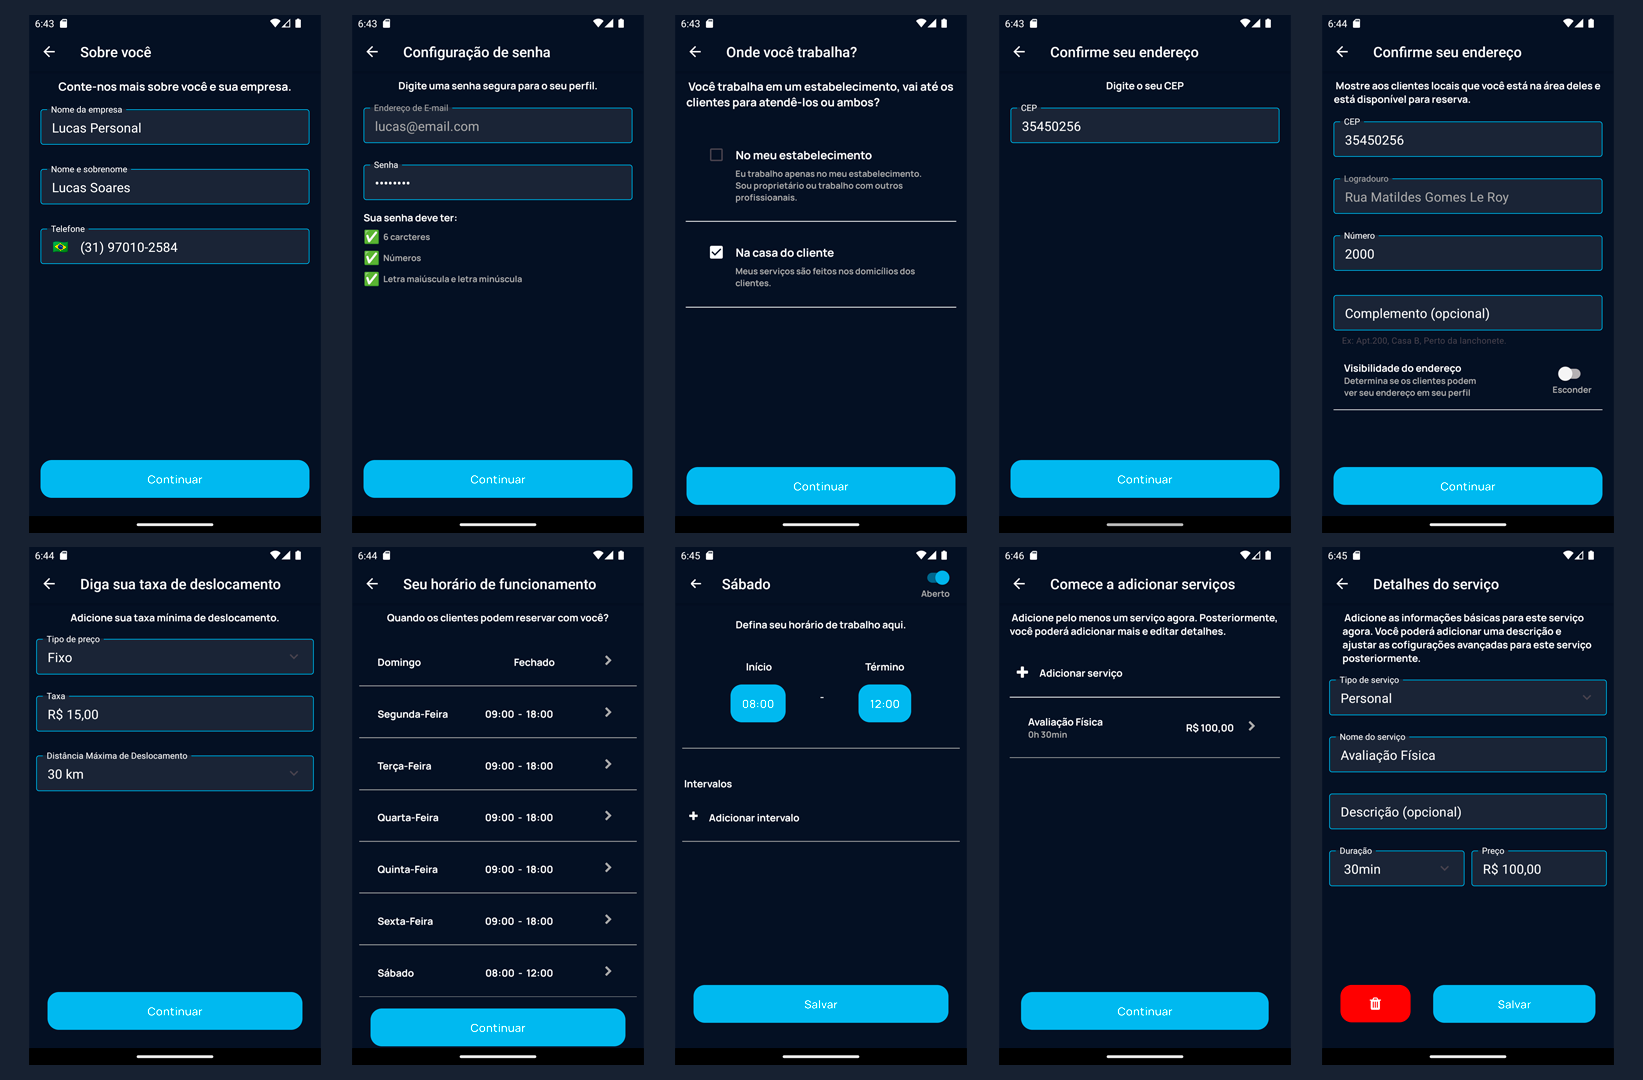 6:43
Sobre você
Conte-nos mais sobre você e sua empresa.
Nome da empresa
Lucas Personal
Nome e sobrenome
Lucas Soares
Telefone
(31) 97010-2584
Continuar
6:43
Configuração de senha
Digite uma senha segura para o seu perfil.
Endereço de E-mail
lucas@email.com
Senha
••••••••
Sua senha deve ter:
6 carcteres
Números
Letra maiúscula e letra minúscula
Continuar
6:43
Onde você trabalha?
Você trabalha em um estabelecimento, vai até os
clientes para atendê-los ou ambos?
No meu estabelecimento
Eu trabalho apenas no meu estabelecimento.
Sou proprietário ou trabalho com outros
profissioanais.
Na casa do cliente
Meus serviços são feitos nos domicílios dos
clientes.
Continuar
6:43
Confirme seu endereço
Digite o seu CEP
CEP
35450256
Continuar
6:44
Confirme seu endereço
Mostre aos clientes locais que você está na área deles e
está disponível para reserva.
CEP
35450256
Logradouro
Rua Matildes Gomes Le Roy
Número
2000
Complemento (opcional)
Ex: Apt.200, Casa B, Perto da lanchonete.
Visibilidade do endereço
Determina se os clientes podem
ver seu endereço em seu perfil
Esconder
Continuar
6:44
Diga sua taxa de deslocamento
Adicione sua taxa mínima de deslocamento.
Tipo de preço
Fixo
Taxa
R$ 15,00
Distância Máxima de Deslocamento
30 km
Continuar
6:44
Seu horário de funcionamento
Quando os clientes podem reservar com você?
Domingo Fechado
Segunda-Feira 09:00 - 18:00
Terça-Feira 09:00 - 18:00
Quarta-Feira 09:00 - 18:00
Quinta-Feira 09:00 - 18:00
Sexta-Feira 09:00 - 18:00
Sábado 08:00 - 12:00
Continuar
6:45
Sábado
Aberto
Defina seu horário de trabalho aqui.
Início Término
08:00 - 12:00
Intervalos
Adicionar intervalo
Salvar
6:46
Comece a adicionar serviços
Adicione pelo menos um serviço agora. Posteriormente,
você poderá adicionar mais e editar detalhes.
Adicionar serviço
Avaliação Física R$100,00
0h 30min
Continuar
6:45
Detalhes do serviço
Adicione as informações básicas para este serviço
agora. Você poderá adicionar uma descrição e
ajustar as cofigurações avançadas para este serviço
posteriormente.
Tipo de serviço
Personal
Nome do serviço
Avaliação Física
Descrição (opcional)
Duração Preço
30min R$ 100,00
Salvar